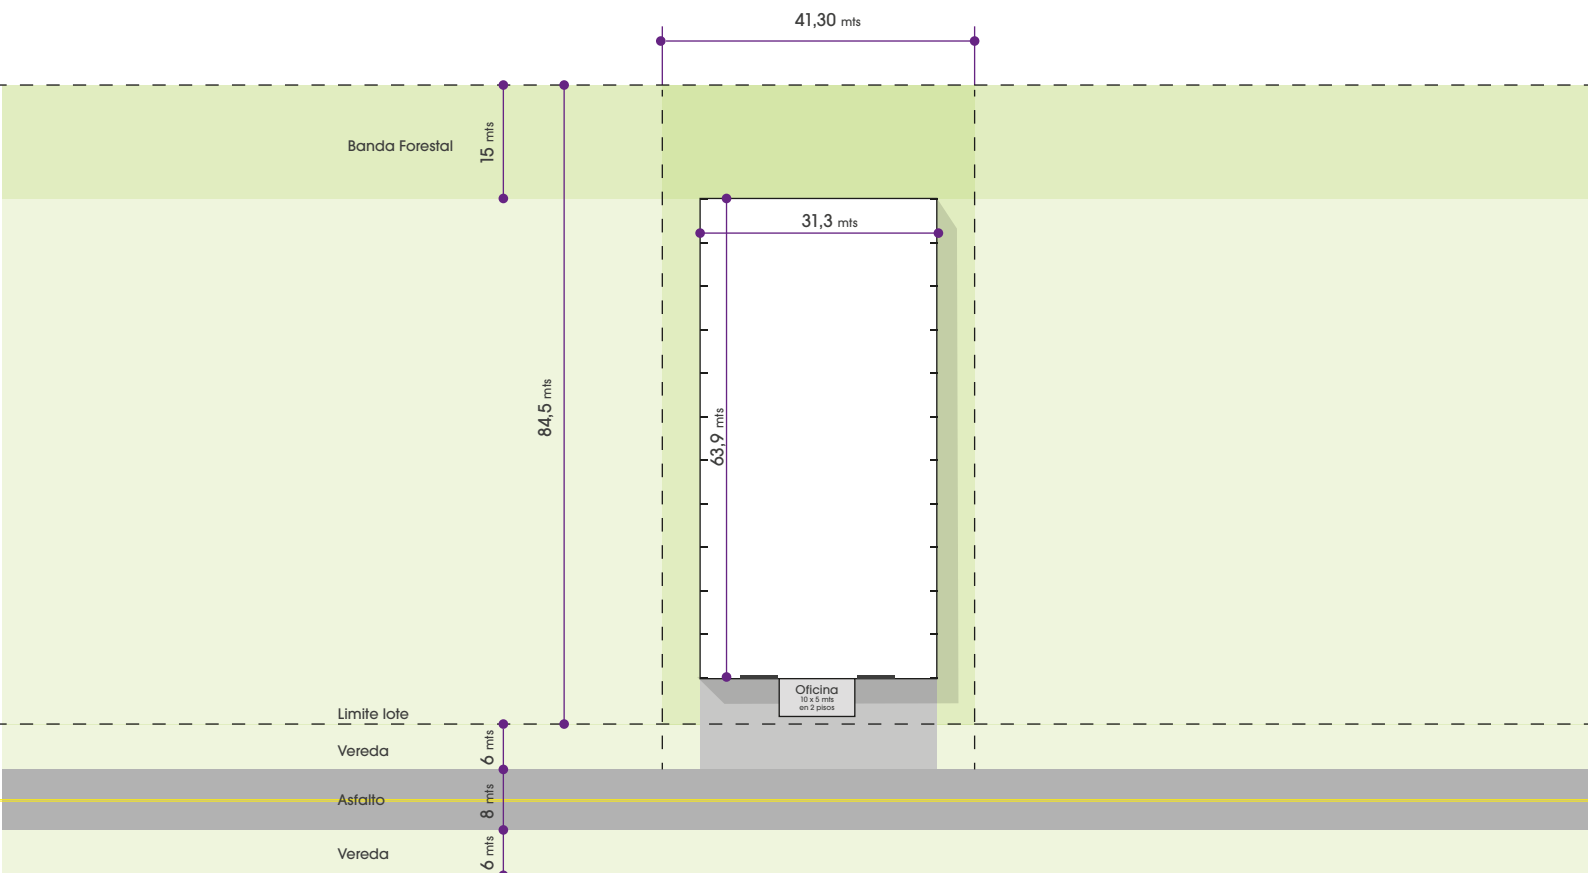 41,30 mts
Banda Forestal
15 mts
31,3 mts
84,5 mts
63,9 mts
Oficina
10 x 5 mts
en 2 pisos
Limite lote
Vereda
6 mts
Asfalto
8 mts
Vereda
6 mts